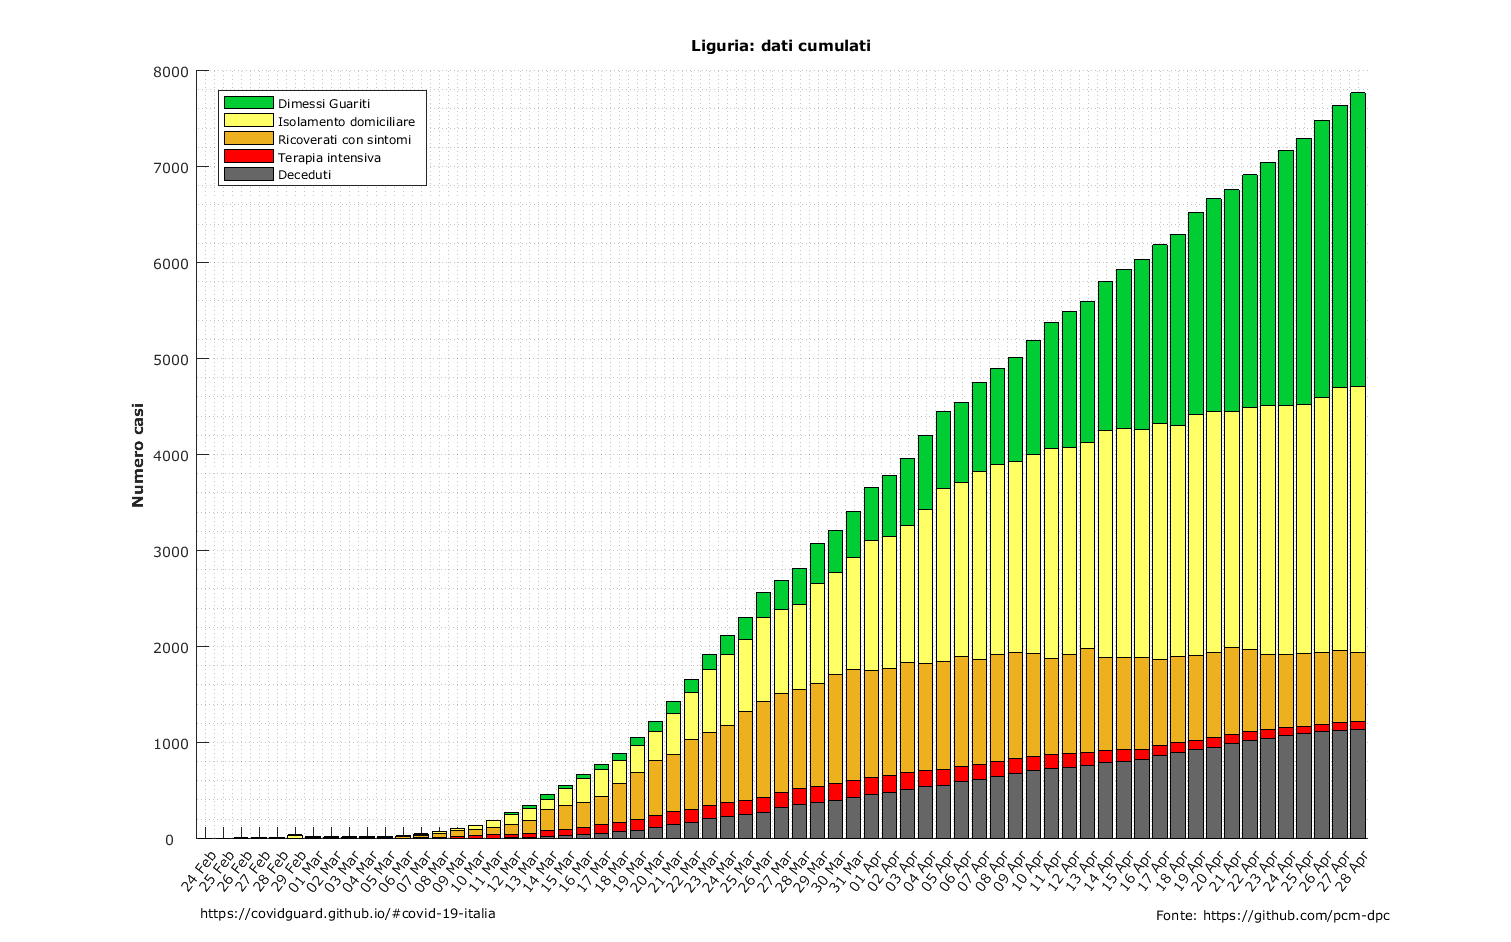 Liguria: dati cumulati
8000
7000
6000
5000
4000
3000
2000
1000
0
Numero casi
Dimessi Guariti
Isolamento domiciliare
Ricoverati con sintomi
Terapia intensiva
Deceduti
24 Feb
25 Feb
26 Feb
27 Feb
28 Feb
29 Feb
01 Mar
02 Mar
03 Mar
04 Mar
05 Mar
06 Mar
07 Mar
08 Mar
09 Mar
10 Mar
11 Mar
12 Mar
13 Mar
14 Mar
15 Mar
16 Mar
17 Mar
18 Mar
19 Mar
20 Mar
21 Mar
22 Mar
23 Mar
24 Mar
25 Mar
26 Mar
27 Mar
28 Mar
29 Mar
30 Mar
31 Mar
01 Apr
02 Apr
03 Apr
04 Apr
05 Apr
06 Apr
07 Apr
08 Apr
09 Apr
10 Apr
11 Apr
12 Apr
13 Apr
14 Apr
15 Apr
16 Apr
17 Apr
18 Apr
19 Apr
20 Apr
21 Apr
22 Apr
23 Apr
24 Apr
25 Apr
26 Apr
27 Apr
28 Apr
https://covidguard.github.io/#covid-19-italia
Fonte: https://github.com/pcm-dpc